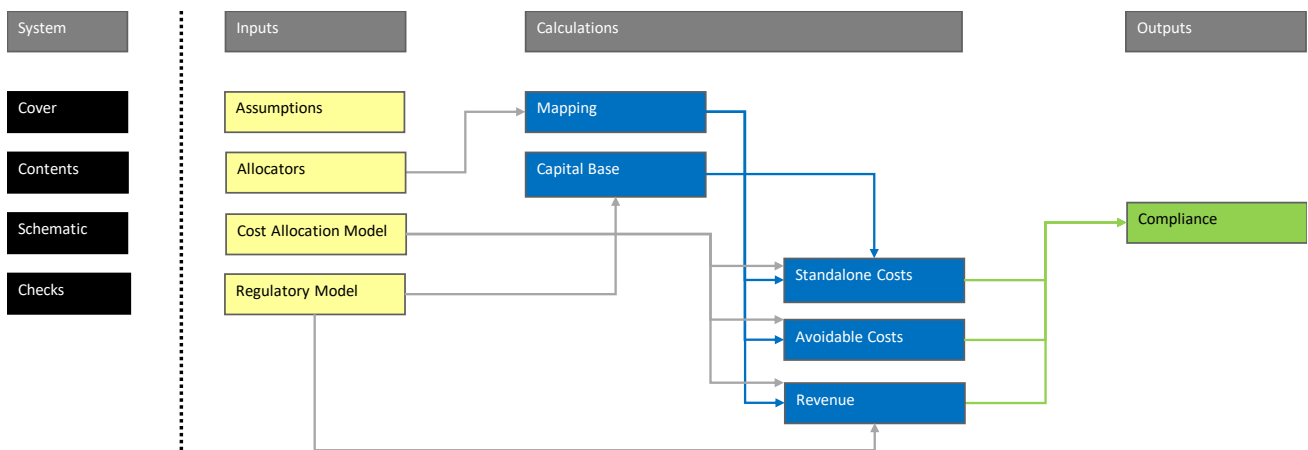 System
Inputs
Calculations
Outputs
Cover
Assumptions
Mapping
Contents
Allocators
Capital Base
Schematic
Cost Allocation Model
Compliance
Checks
Regulatory Model
Standalone Costs
Avoidable Costs
Revenue